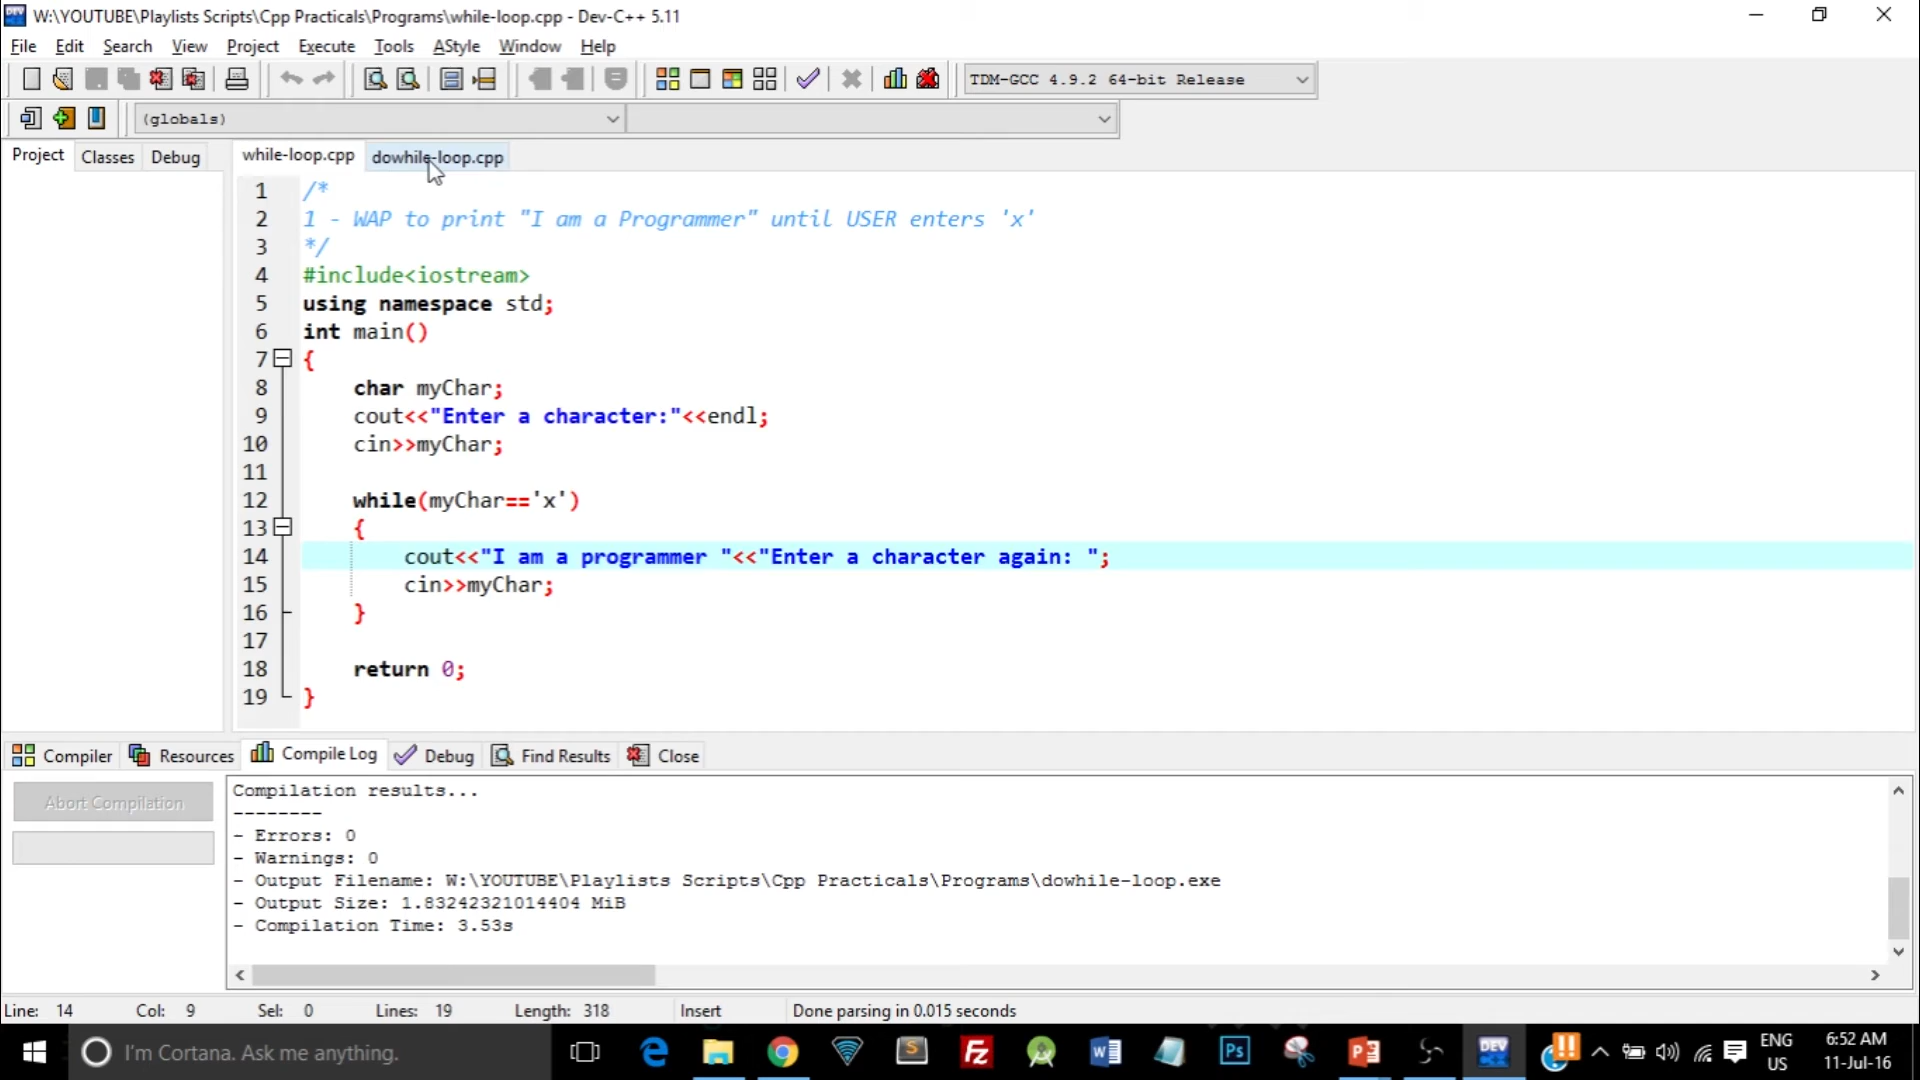 W:\YOUTUBE\Playlists Scripts\Cpp Practicals\Programs\while-loop.cpp - Dev-C++ 5.11
File Edit Search View Project Execute Tools AStyle Window Help
TDM-GCC 4.9.2 64-bit Release
(globals)
Project Classes Debug while-loop.cpp dowhile-loop.cpp
1 /*
2 1 - WAP to print "I am a Programmer" until USER enters 'x'
3 */
4 #include<iostream>
5 using namespace std;
6 int main()
7 {
8 char myChar;
9 cout<<"Enter a character:"<<endl;
10 cin>>myChar;
11
12 while(myChar=='x')
13 {
14 cout<<"I am a programmer "<<"Enter a character again: ";
15 cin>>myChar;
16 }
17
18 return 0;
19 }
Compiler Resources Compile Log Debug Find Results Close
Abort Compilation
Compilation results...
--------
- Errors: 0
- Warnings: 0
- Output Filename: W:\YOUTUBE\Playlists Scripts\Cpp Practicals\Programs\dowhile-loop.exe
- Output Size: 1.83242321014404 MiB
- Compilation Time: 3.53s
Line: 14 Col: 9 Sel: 0 Lines: 19 Length: 318 Insert Done parsing in 0.015 seconds
I'm Cortana. Ask me anything.
ENG
US
6:52 AM
11-Jul-16